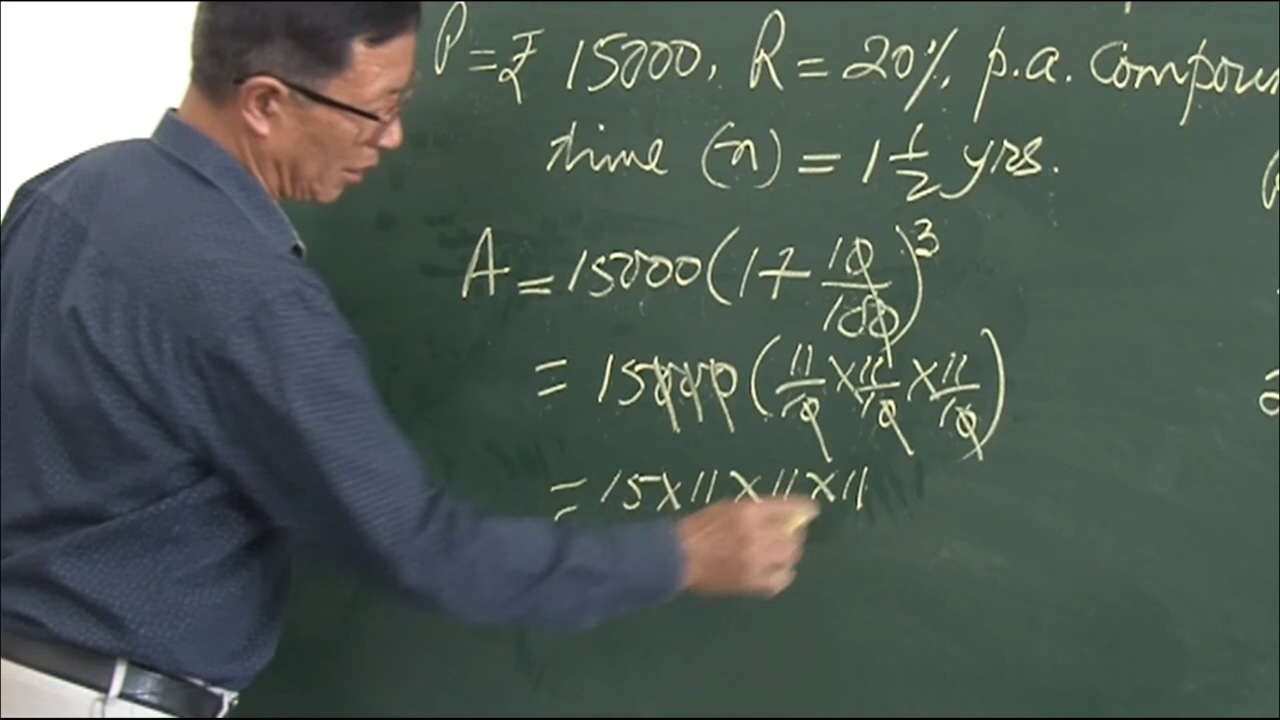 P = ₹ 15000, R = 20% p.a. Compoun
time (n) = 1 1/2 yrs.
A = 15000 (1 + 10/100)^3
= 15000 (11/10 × 11/10 × 11/10)
= 15 × 11 × 11 × 11